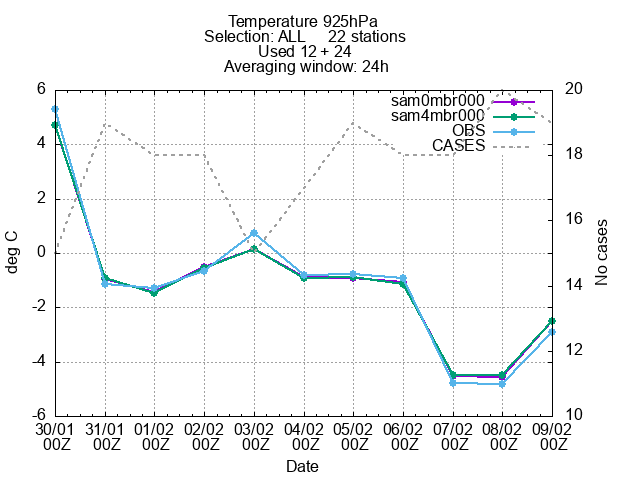 Temperature 925hPa
Selection: ALL 22 stations
Used 12 + 24
Averaging window: 24h
sam0mbr000
sam4mbr000
OBS
CASES
6
4
2
0
-2
-4
-6
20
18
16
14
12
10
deg C
No cases
30/01 31/01 01/02 02/02 03/02 04/02 05/02 06/02 07/02 08/02 09/02
00Z 00Z 00Z 00Z 00Z 00Z 00Z 00Z 00Z 00Z 00Z
Date